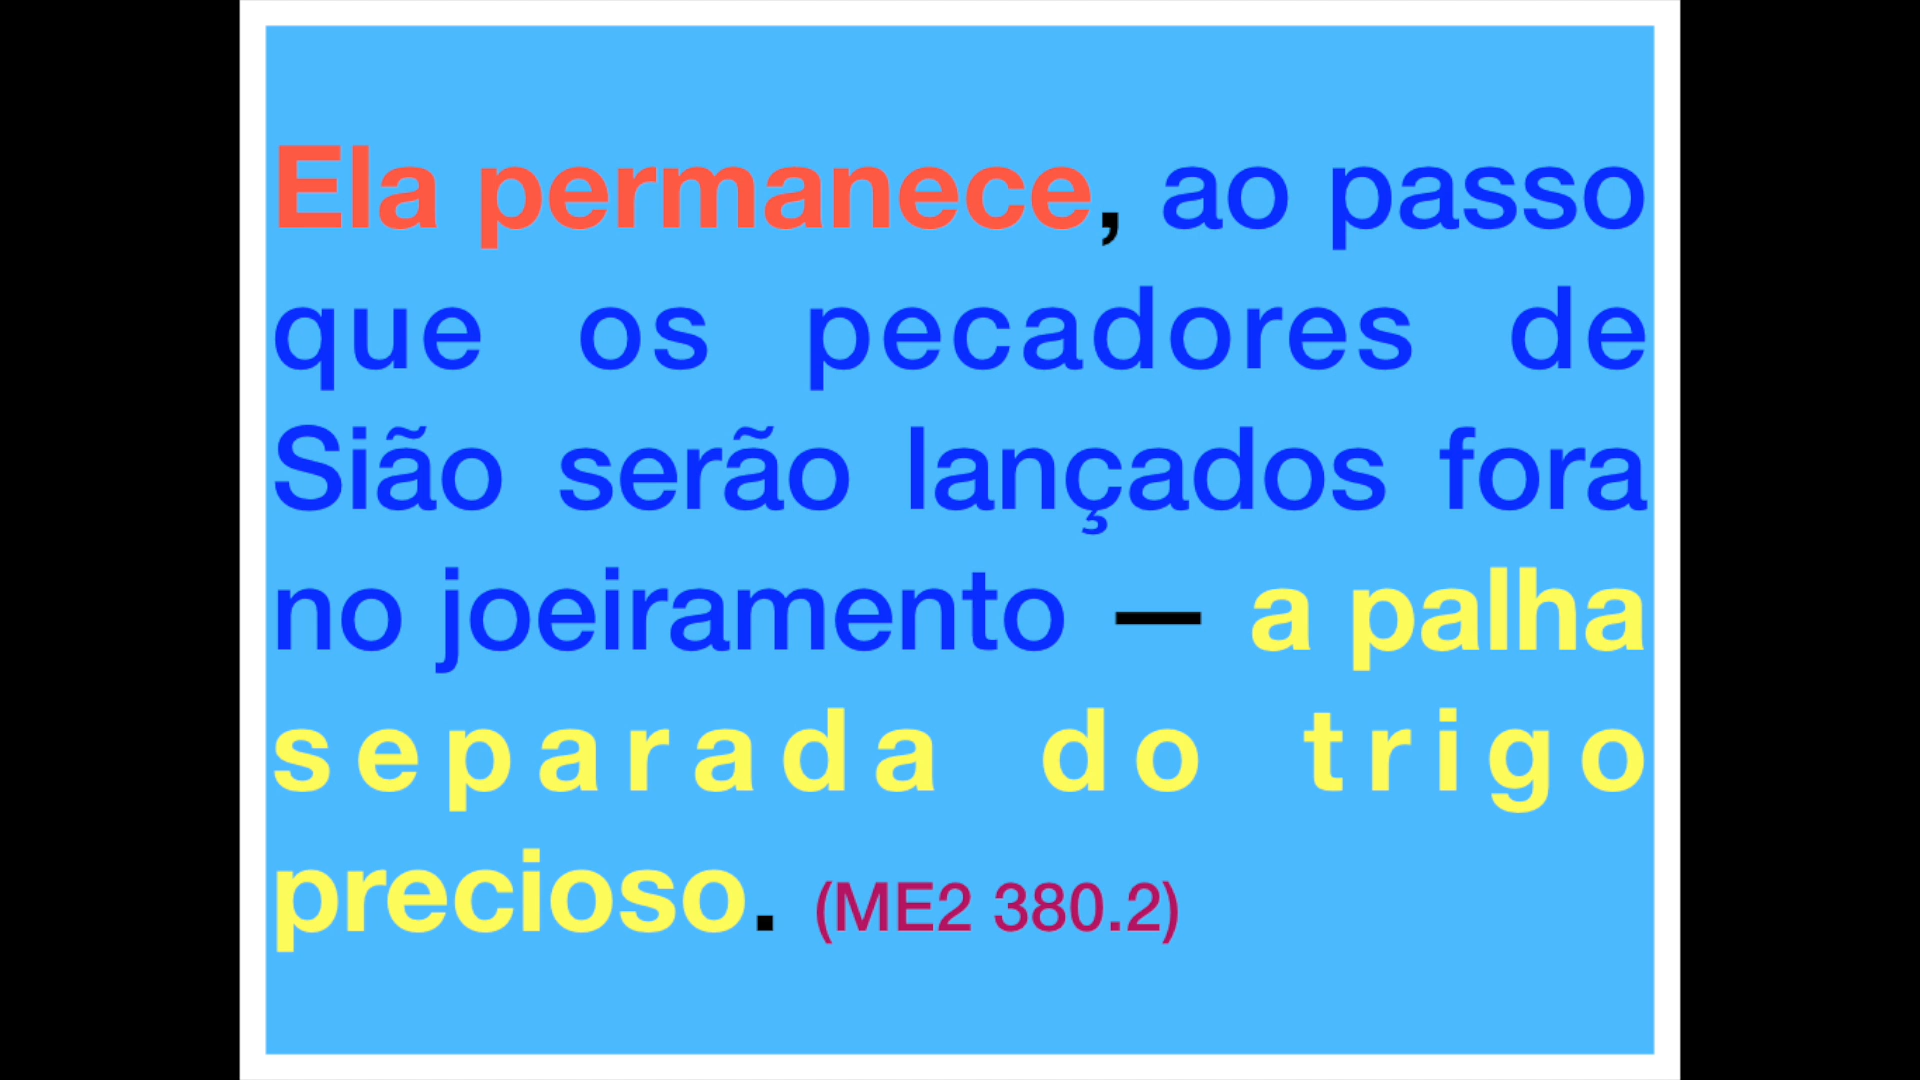 Ela permanece, ao passo
que os pecadores de
Sião serão lançados fora
no joeiramento — a palha
separada do trigo
precioso. (ME2 380.2)